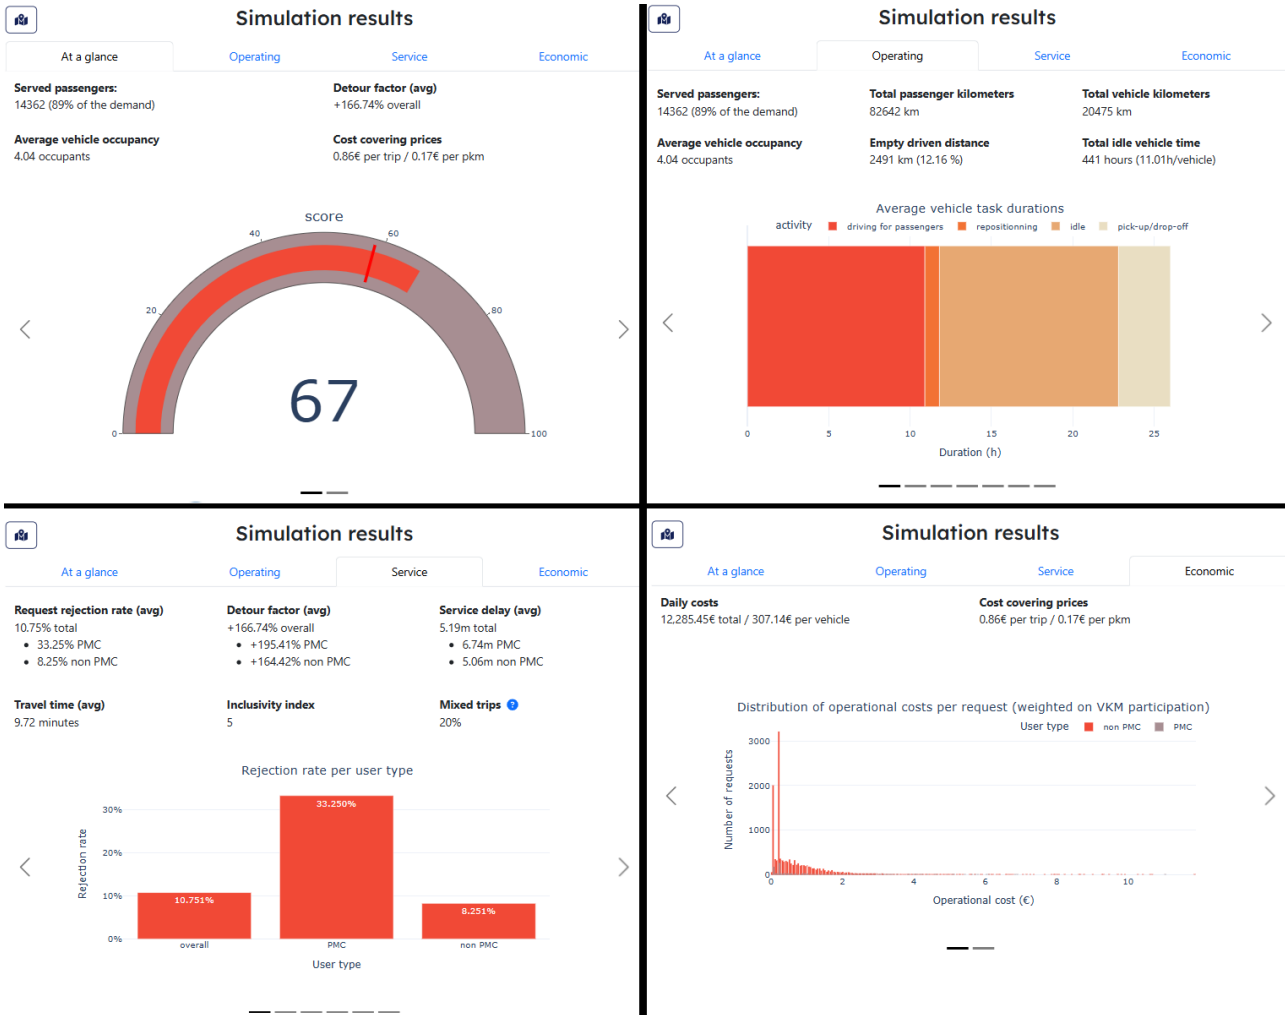 Simulation results
At a glance
Operating
Service
Economic
Served passengers:
14362 (89% of the demand)
Detour factor (avg)
+166.74% overall
Average vehicle occupancy
4.04 occupants
Cost covering prices
0.86€ per trip / 0.17€ per pkm
score
0
20
40
60
80
100
67
Simulation results
At a glance
Operating
Service
Economic
Served passengers:
14362 (89% of the demand)
Total passenger kilometers
82642 km
Total vehicle kilometers
20475 km
Average vehicle occupancy
4.04 occupants
Empty driven distance
2491 km (12.16 %)
Total idle vehicle time
441 hours (11.01h/vehicle)
Average vehicle task durations
activity driving for passengers repositionning idle pick-up/drop-off
0 5 10 15 20 25
Duration (h)
Simulation results
At a glance
Operating
Service
Economic
Request rejection rate (avg)
10.75% total
• 33.25% PMC
• 8.25% non PMC
Detour factor (avg)
+166.74% overall
• +195.41% PMC
• +164.42% non PMC
Service delay (avg)
5.19m total
• 6.74m PMC
• 5.06m non PMC
Travel time (avg)
9.72 minutes
Inclusivity index
5
Mixed trips ?
20%
Rejection rate per user type
Rejection rate
30%
20%
10%
0%
10.751%
33.250%
8.251%
overall PMC non PMC
User type
Simulation results
At a glance
Operating
Service
Economic
Daily costs
12,285.45€ total / 307.14€ per vehicle
Cost covering prices
0.86€ per trip / 0.17€ per pkm
Distribution of operational costs per request (weighted on VKM participation)
User type non PMC PMC
Number of requests
3000
2000
1000
0
0 2 4 6 8 10
Operational cost (€)